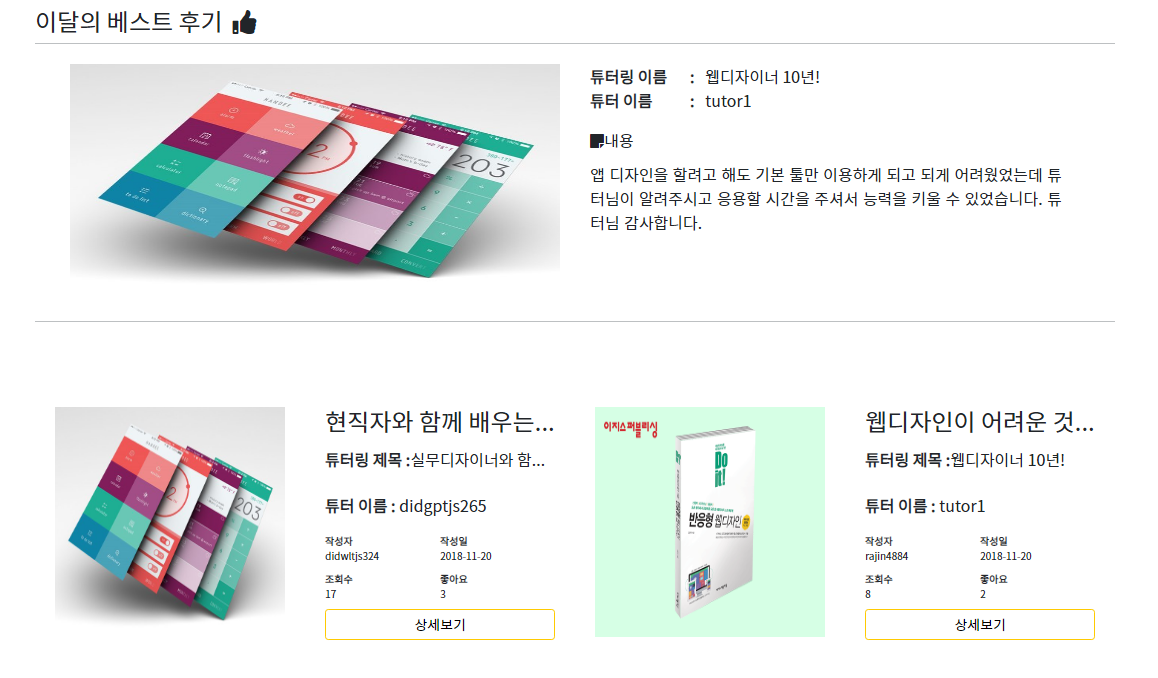 이달의 베스트 후기
튜터링 이름 : 웹디자이너 10년!
튜터 이름 : tutor1
내용
앱 디자인을 할려고 해도 기본 툴만 이용하게 되고 되게 어려웠었는데 튜
터님이 알려주시고 응용할 시간을 주셔서 능력을 키울 수 있었습니다. 튜
터님 감사합니다.
203
현직자와 함께 배우는...
튜터링 제목 :실무디자이너와 함...
튜터 이름 : didgptjs265
작성자 작성일
didwltjs324 2018-11-20
조회수 좋아요
17 3
상세보기
이지스퍼블리싱
Do
it!
반응형 웹디자인
웹디자인이 어려운 것...
튜터링 제목 :웹디자이너 10년!
튜터 이름 : tutor1
작성자 작성일
rajin4884 2018-11-20
조회수 좋아요
8 2
상세보기